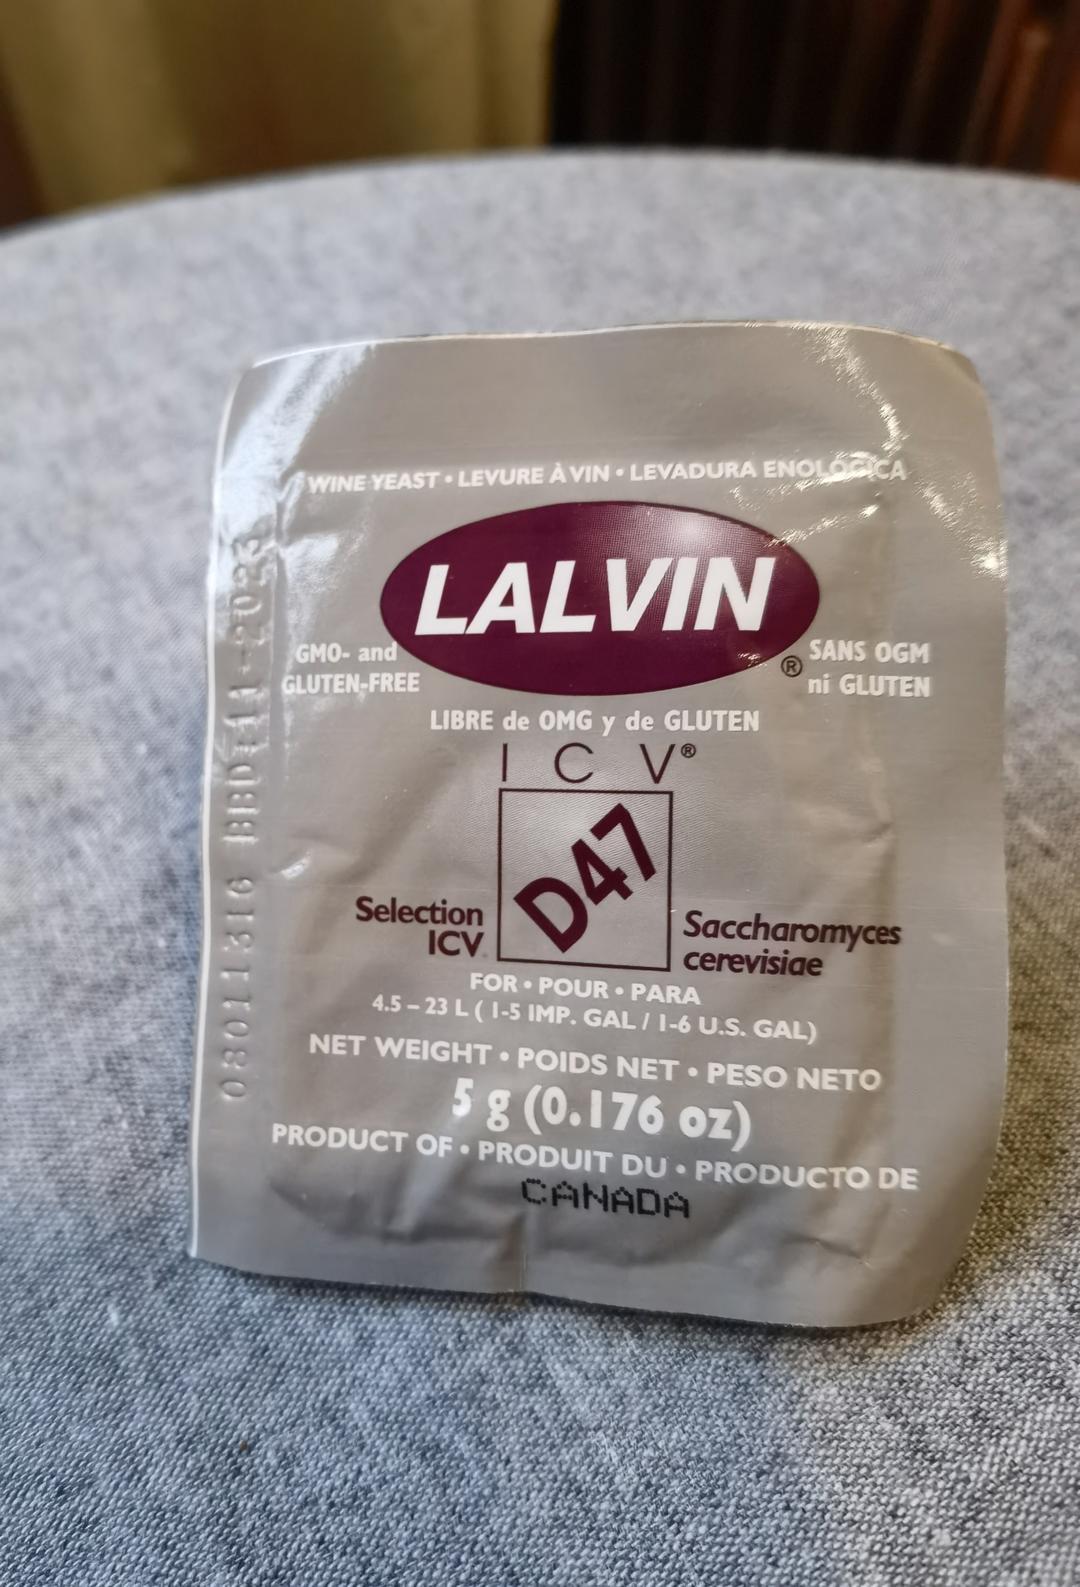 WINE YEAST • LEVURE À VIN • LEVADURA ENOLÓGICA
LALVIN
®
GMO- and
GLUTEN-FREE
SANS OGM
ni GLUTEN
LIBRE de OMG y de GLUTEN
ICV®
D47
Selection
ICV
Saccharomyces
cerevisiae
FOR • POUR • PARA
4.5 – 23 L ( 1-5 IMP. GAL / 1-6 U.S. GAL)
NET WEIGHT • POIDS NET • PESO NETO
5 g (0.176 oz)
PRODUCT OF • PRODUIT DU • PRODUCTO DE
CANADA